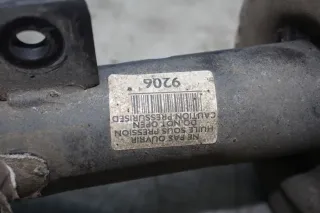 NE PAS OUVRIR
HUILE SOUS PRESSION
DO NOT OPEN
CAUTION PRESSURISED
9206